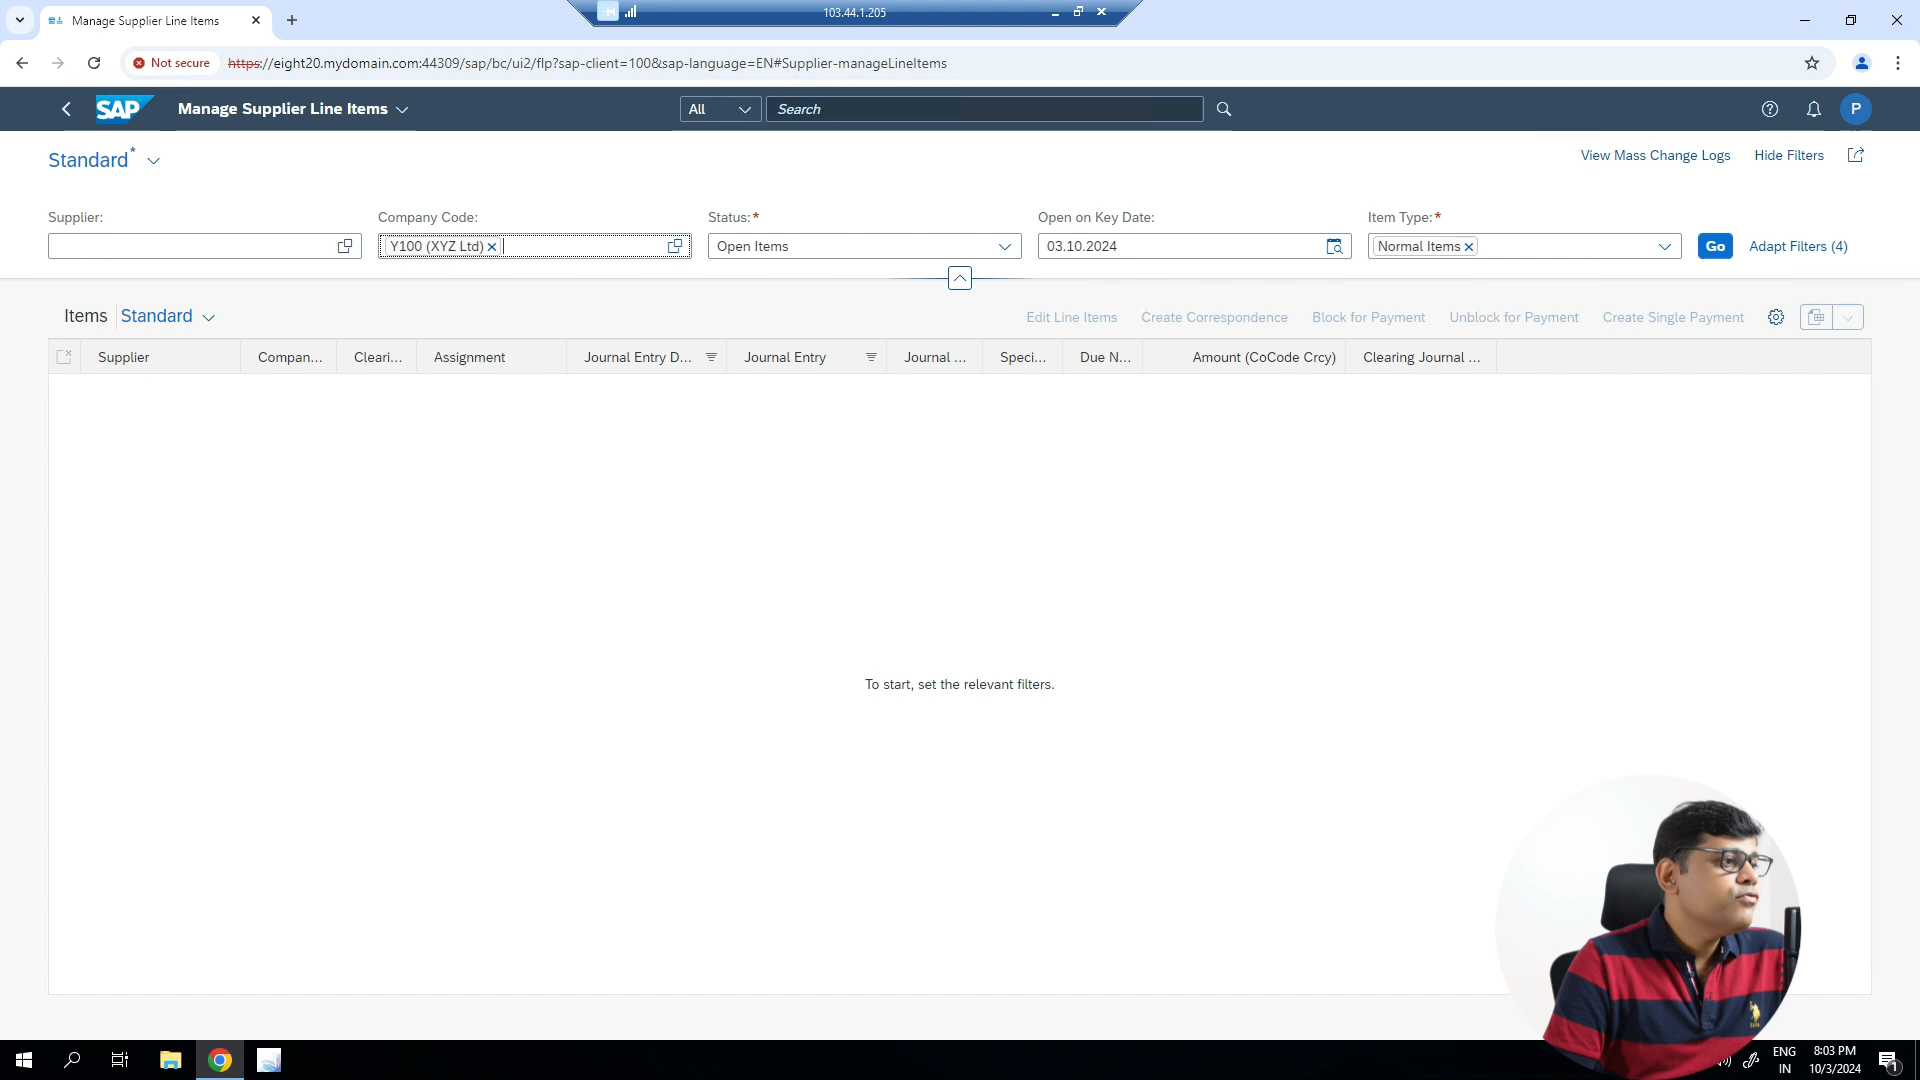 Manage Supplier Line Items
103.44.1.205
Not secure https://eight20.mydomain.com:44309/sap/bc/ui2/flp?sap-client=100&sap-language=EN#Supplier-manageLineItems
SAP Manage Supplier Line Items All Search P
Standard* View Mass Change Logs Hide Filters
Supplier: Company Code: Status:* Open on Key Date: Item Type:*
Y100 (XYZ Ltd) Open Items 03.10.2024 Normal Items Go Adapt Filters (4)
Items Standard Edit Line Items Create Correspondence Block for Payment Unblock for Payment Create Single Payment
Supplier Compan... Cleari... Assignment Journal Entry D... Journal Entry Journal ... Speci... Due N... Amount (CoCode Crcy) Clearing Journal ...
To start, set the relevant filters.
ENG 8:03 PM
IN 10/3/2024 1